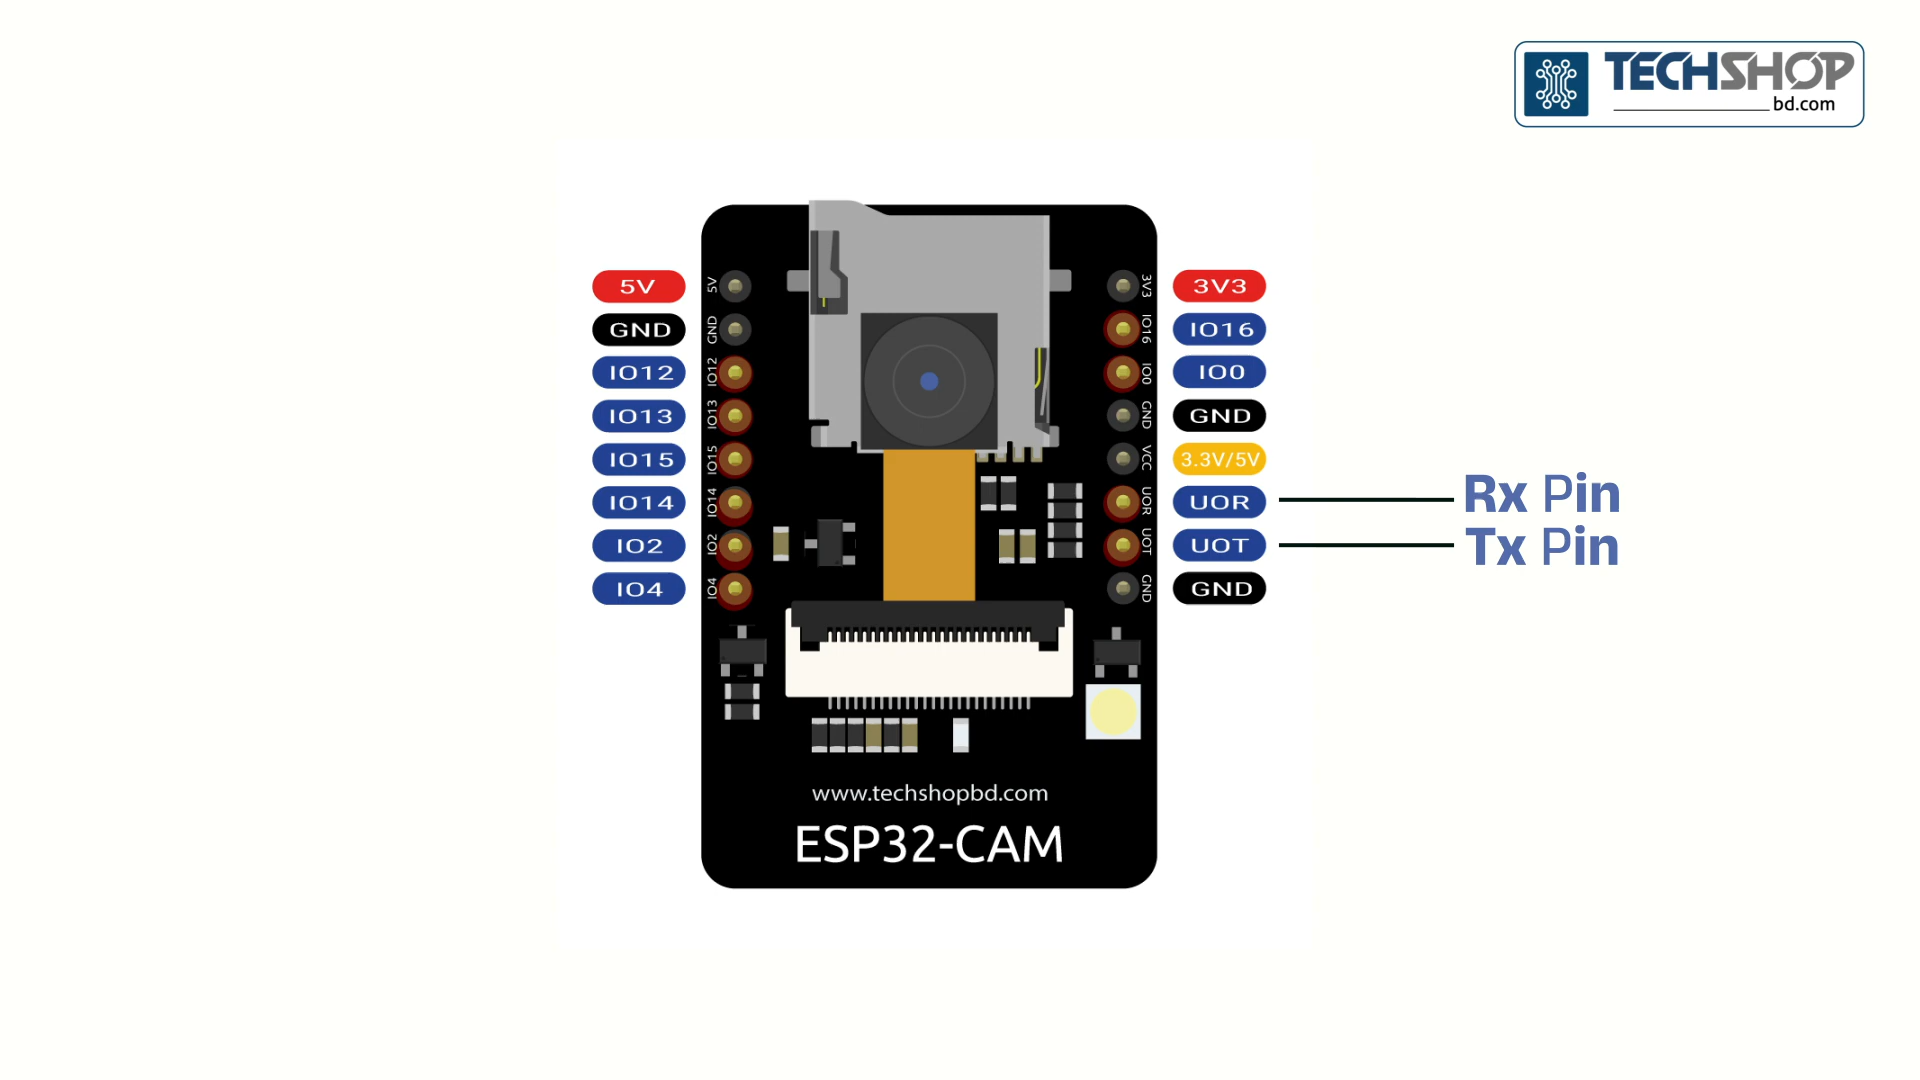 TECHSHOP
bd.com
5V
GND
IO12
IO13
IO15
IO14
IO2
IO4
5V
GND
IO12
IO13
IO15
IO14
IO2
IO4
3V3
IO16
IO0
GND
VCC
UOR
UOT
GND
3V3
IO16
IO0
GND
3.3V/5V
UOR
UOT
GND
Rx Pin
Tx Pin
www.techshopbd.com
ESP32-CAM